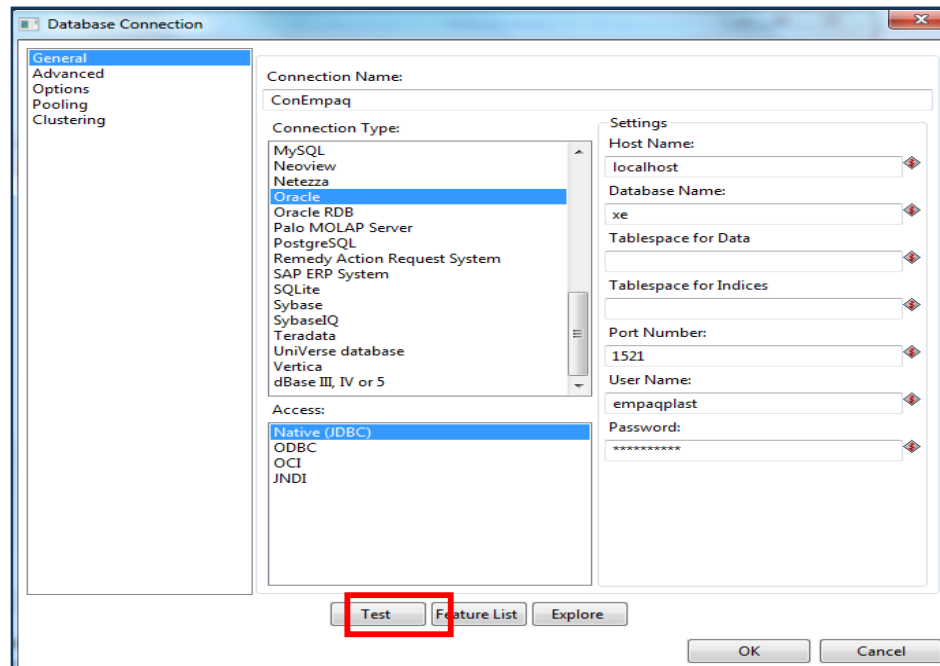 Database Connection
General
Advanced
Options
Pooling
Clustering
Connection Name:
ConEmpaq
Connection Type:
MySQL
Neoview
Netezza
Oracle
Oracle RDB
Palo MOLAP Server
PostgreSQL
Remedy Action Request System
SAP ERP System
SQLite
Sybase
SybaseIQ
Teradata
UniVerse database
Vertica
dBase III, IV or 5
Access:
Native (JDBC)
ODBC
OCI
JNDI
Settings
Host Name:
localhost
Database Name:
xe
Tablespace for Data
Tablespace for Indices
Port Number:
1521
User Name:
empaqplast
Password:
**********
Test
Feature List
Explore
OK
Cancel